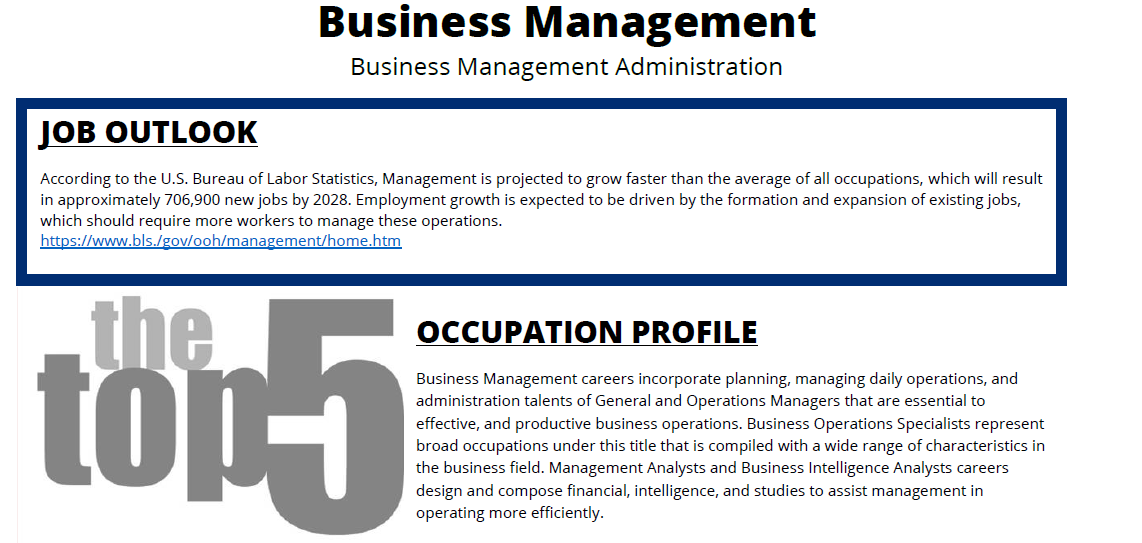 Business Management
Business Management Administration
JOB OUTLOOK
According to the U.S. Bureau of Labor Statistics, Management is projected to grow faster than the average of all occupations, which will result
in approximately 706,900 new jobs by 2028. Employment growth is expected to be driven by the formation and expansion of existing jobs,
which should require more workers to manage these operations.
https://www.bls./gov/ooh/management/home.htm
the
top 5
OCCUPATION PROFILE
Business Management careers incorporate planning, managing daily operations, and
administration talents of General and Operations Managers that are essential to
effective, and productive business operations. Business Operations Specialists represent
broad occupations under this title that is compiled with a wide range of characteristics in
the business field. Management Analysts and Business Intelligence Analysts careers
design and compose financial, intelligence, and studies to assist management in
operating more efficiently.